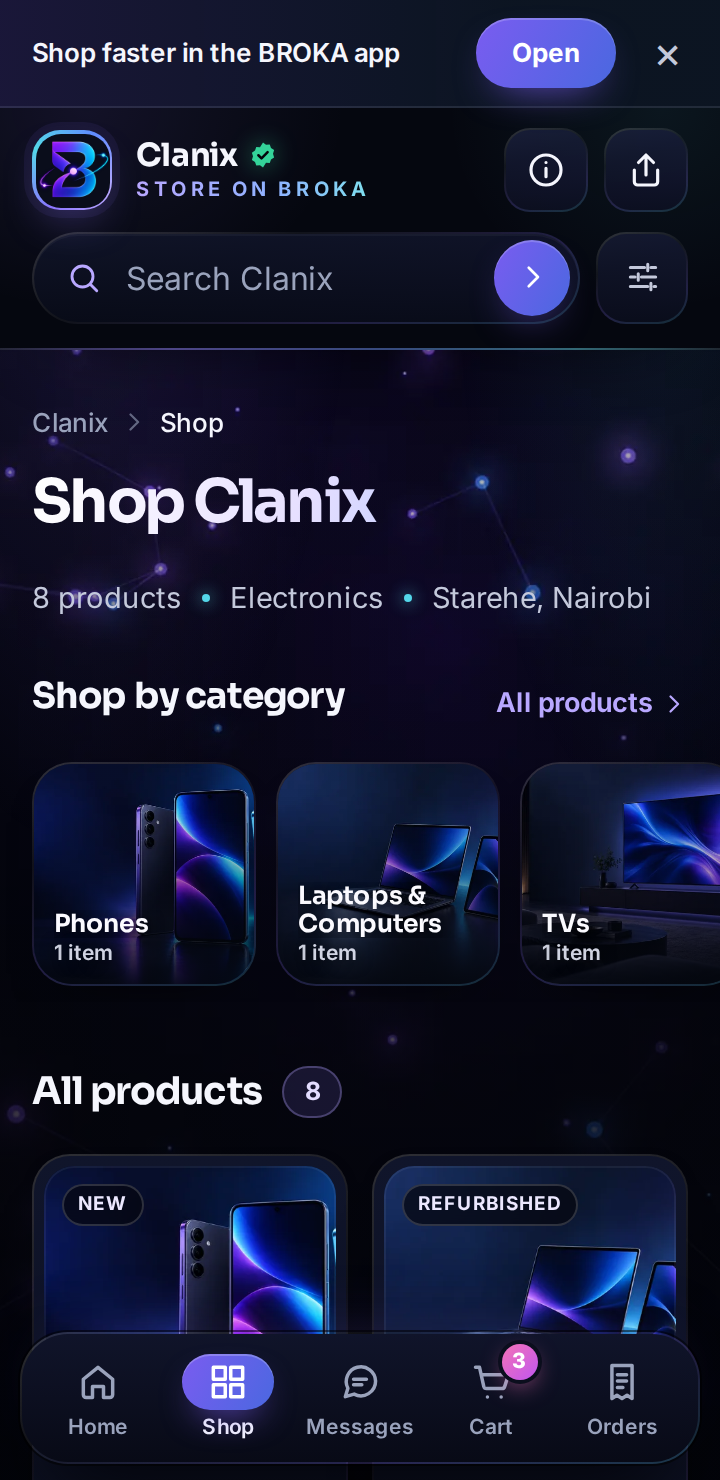 Shop faster in the BROKA app
Open
Clanix
STORE ON BROKA
Search Clanix
Clanix > Shop
Shop Clanix
8 products • Electronics • Starehe, Nairobi
Shop by category
All products >
Phones
1 item
Laptops &
Computers
1 item
TVs
1 item
All products 8
NEW
REFURBISHED
3
Home
Shop
Messages
Cart
Orders